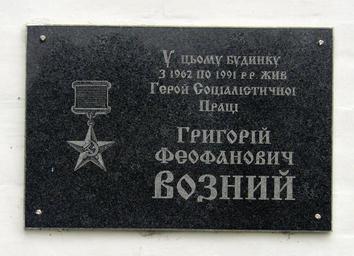 У цьому будинку
з 1962 по 1991 р.р. жив
Герой Соціалістичної
Праці
Григорій
Феофанович
ВОЗНИЙ